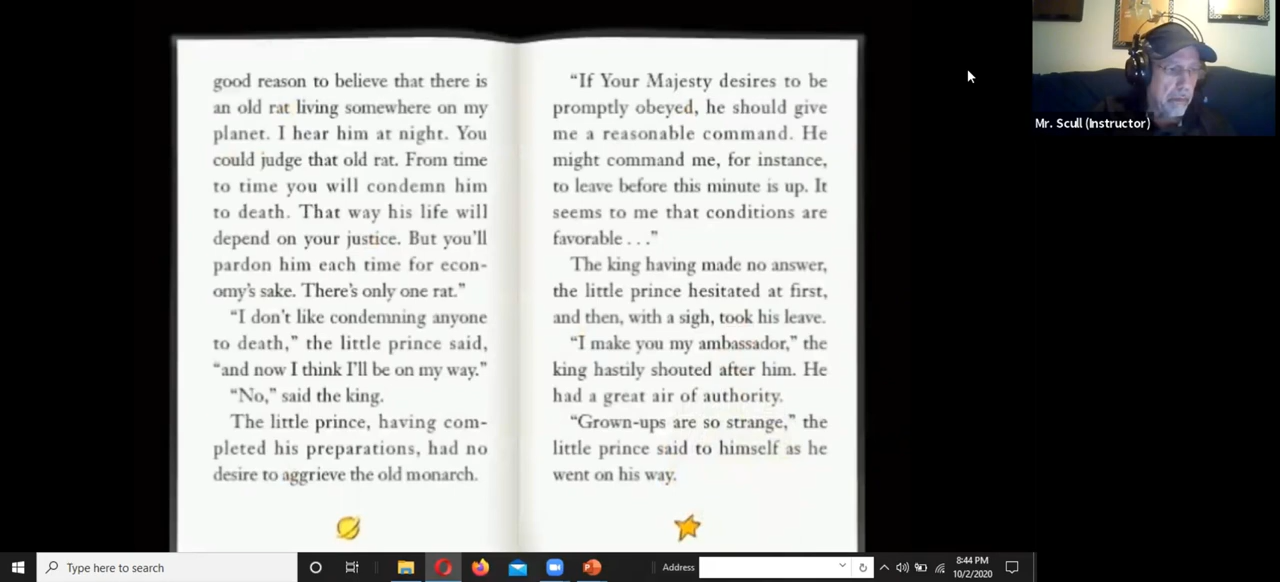 good reason to believe that there is
an old rat living somewhere on my
planet. I hear him at night. You
could judge that old rat. From time
to time you will condemn him
to death. That way his life will
depend on your justice. But you'll
pardon him each time for econ-
omy's sake. There's only one rat."
"I don't like condemning anyone
to death," the little prince said,
"and now I think I'll be on my way."
"No," said the king.
The little prince, having com-
pleted his preparations, had no
desire to aggrieve the old monarch.
"If Your Majesty desires to be
promptly obeyed, he should give
me a reasonable command. He
might command me, for instance,
to leave before this minute is up. It
seems to me that conditions are
favorable . . ."
The king having made no answer,
the little prince hesitated at first,
and then, with a sigh, took his leave.
"I make you my ambassador," the
king hastily shouted after him. He
had a great air of authority.
"Grown-ups are so strange," the
little prince said to himself as he
went on his way.
Mr. Scull (Instructor)
Type here to search
Address
8:44 PM
10/2/2020